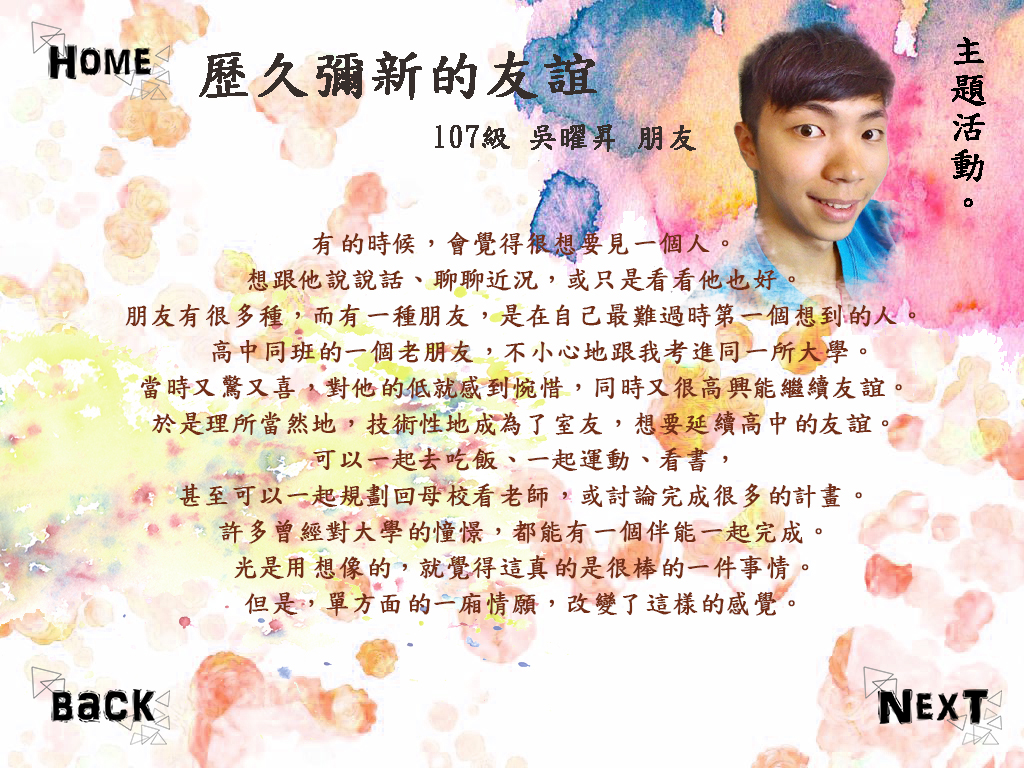 HOME
歷久彌新的友誼
107級 吳曜昇 朋友
主題活動。
有的時候，會覺得很想要見一個人。
想跟他說說話、聊聊近況，或只是看看他也好。
朋友有很多種，而有一種朋友，是在自己最難過時第一個想到的人。
高中同班的一個老朋友，不小心地跟我考進同一所大學。
當時又驚又喜，對他的低就感到惋惜，同時又很高興能繼續友誼。
於是理所當然地，技術性地成為了室友，想要延續高中的友誼。
可以一起去吃飯、一起運動、看書，
甚至可以一起規劃回母校看老師，或討論完成很多的計畫。
許多曾經對大學的憧憬，都能有一個伴能一起完成。
光是用想像的，就覺得這真的是很棒的一件事情。
但是，單方面的一廂情願，改變了這樣的感覺。
BACK
NEXT